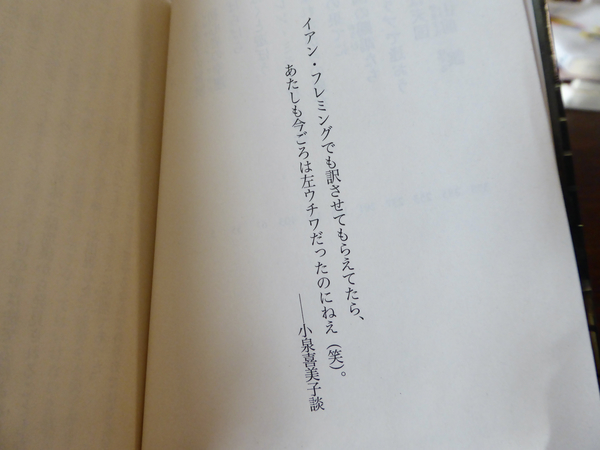 イアン・フレミングでも訳させてもらえてたら、
あたしも今ごろは左ウチワだったのにねえ（笑）。
――小泉喜美子談